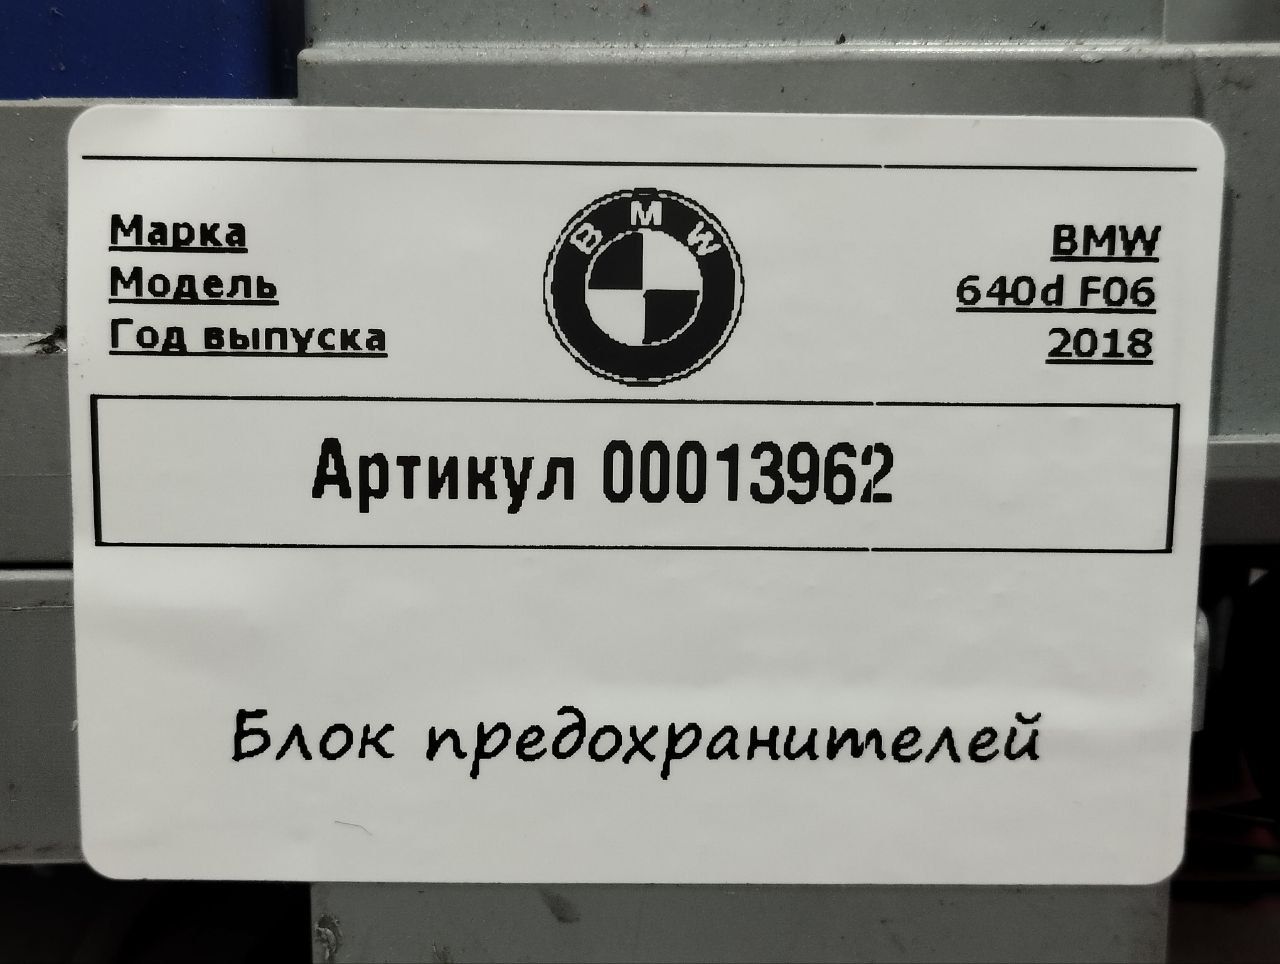 Марка BMW BMW
Модель 640d F06
Год выпуска 2018
Артикул 00013962
Блок предохранителей